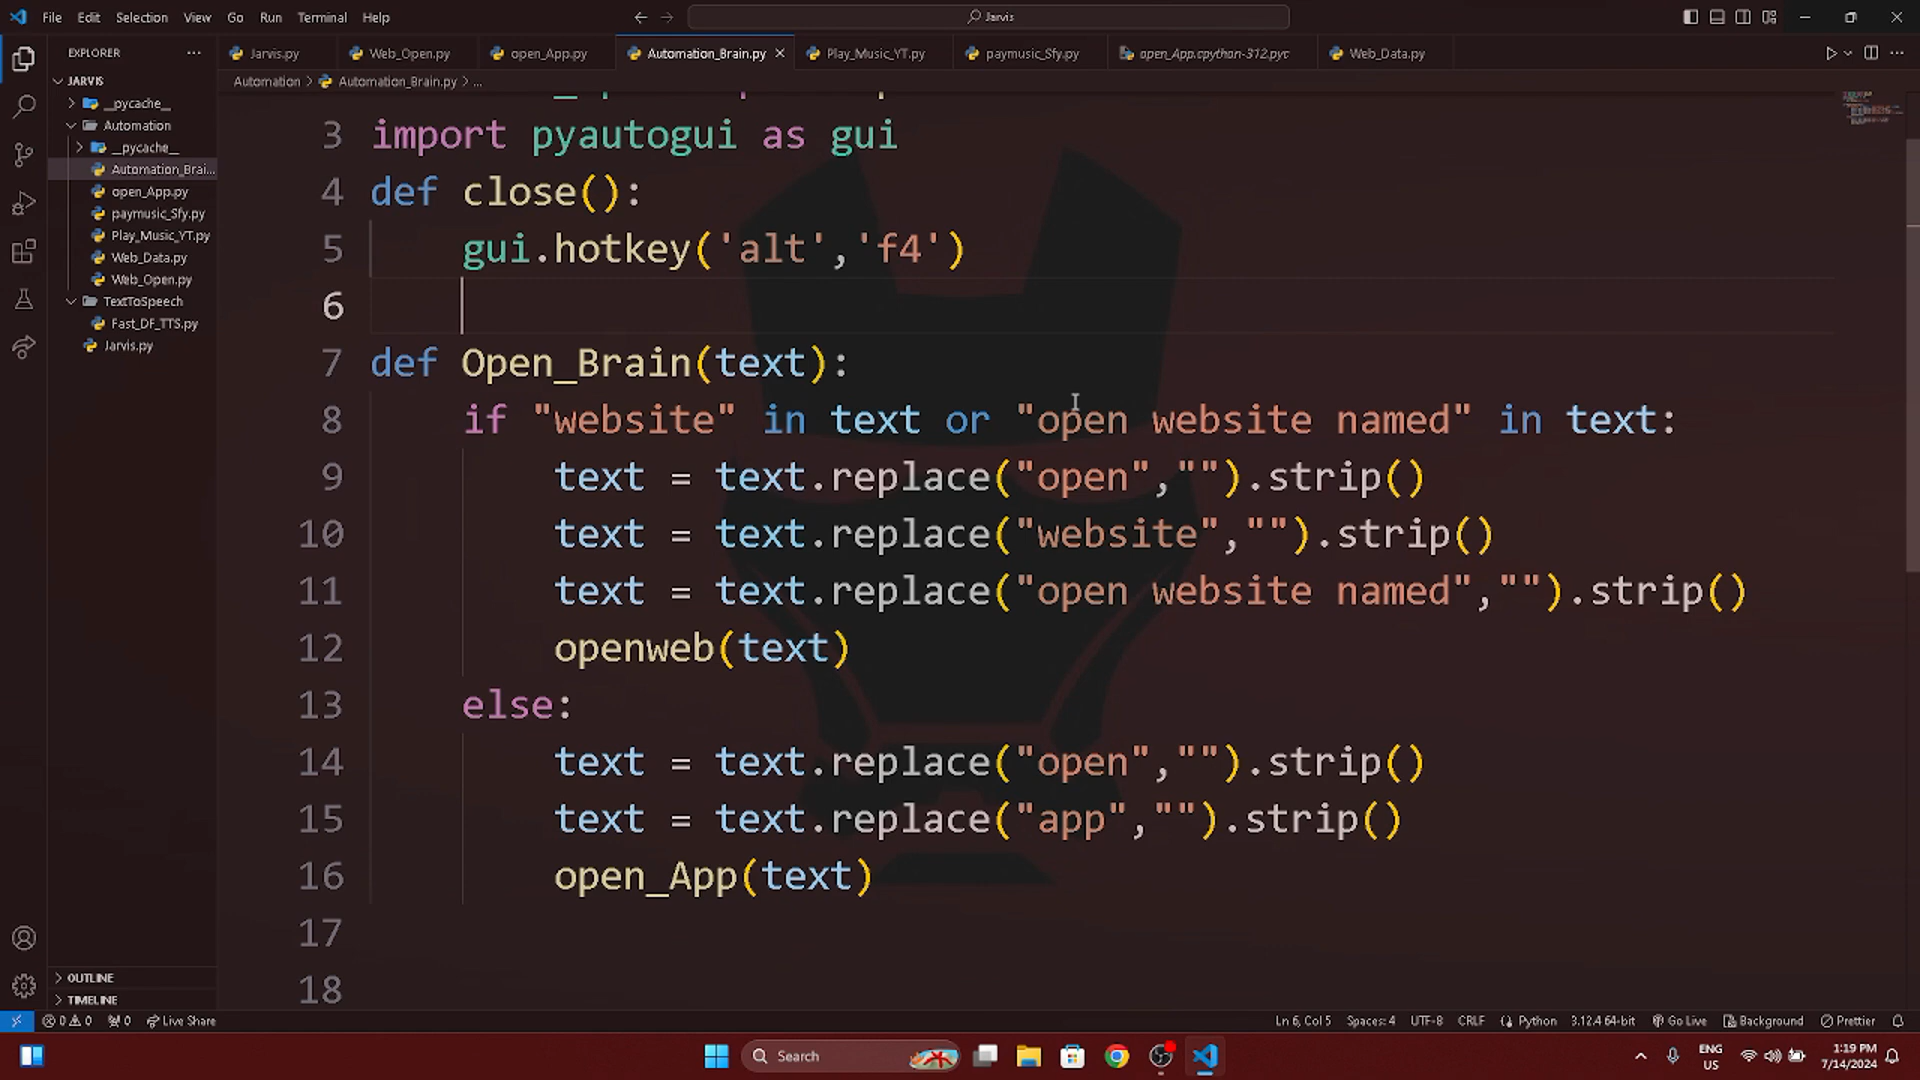 File Edit Selection View Go Run Terminal Help
Jarvis
EXPLORER
JARVIS
__pycache__
Automation
__pycache__
Automation_Brai...
open_App.py
paymusic_Sfy.py
Play_Music_YT.py
Web_Data.py
Web_Open.py
TextToSpeech
Fast_DF_TTS.py
Jarvis.py
OUTLINE
TIMELINE
Jarvis.py Web_Open.py open_App.py Automation_Brain.py Play_Music_YT.py paymusic_Sfy.py open_App.cpython-312.pyc Web_Data.py
Automation > Automation_Brain.py > ...
3 import pyautogui as gui
4 def close():
5 gui.hotkey('alt','f4')
6
7 def Open_Brain(text):
8 if "website" in text or "open website named" in text:
9 text = text.replace("open","").strip()
10 text = text.replace("website","").strip()
11 text = text.replace("open website named","").strip()
12 openweb(text)
13 else:
14 text = text.replace("open","").strip()
15 text = text.replace("app","").strip()
16 open_App(text)
17
18
0 0 0 Live Share
Ln 6, Col 5 Spaces: 4 UTF-8 CRLF Python 3.12.4 64-bit Go Live Background Prettier
Search
ENG
US
1:19 PM
7/14/2024